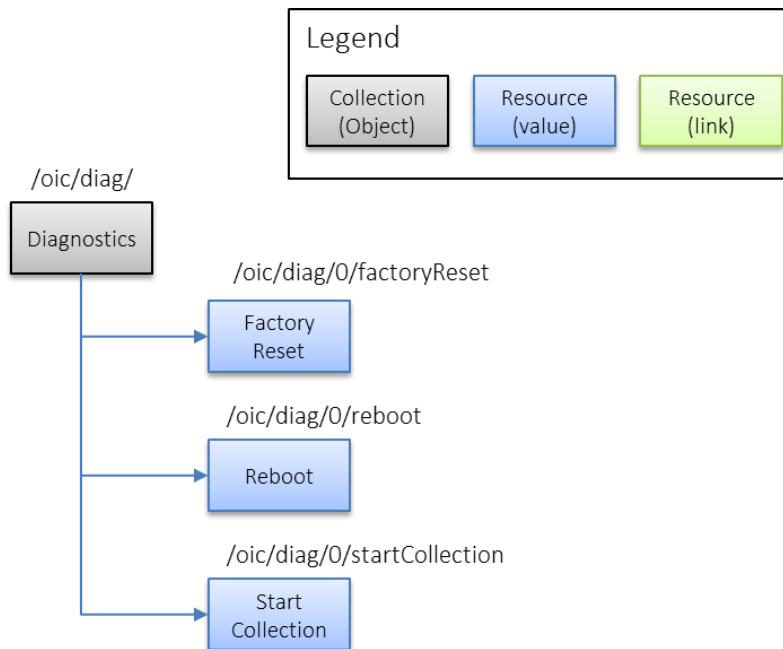 Legend
Collection
(Object)
Resource
(value)
Resource
(link)
/oic/diag/
Diagnostics
/oic/diag/0/factoryReset
Factory
Reset
/oic/diag/0/reboot
Reboot
/oic/diag/0/startCollection
Start
Collection